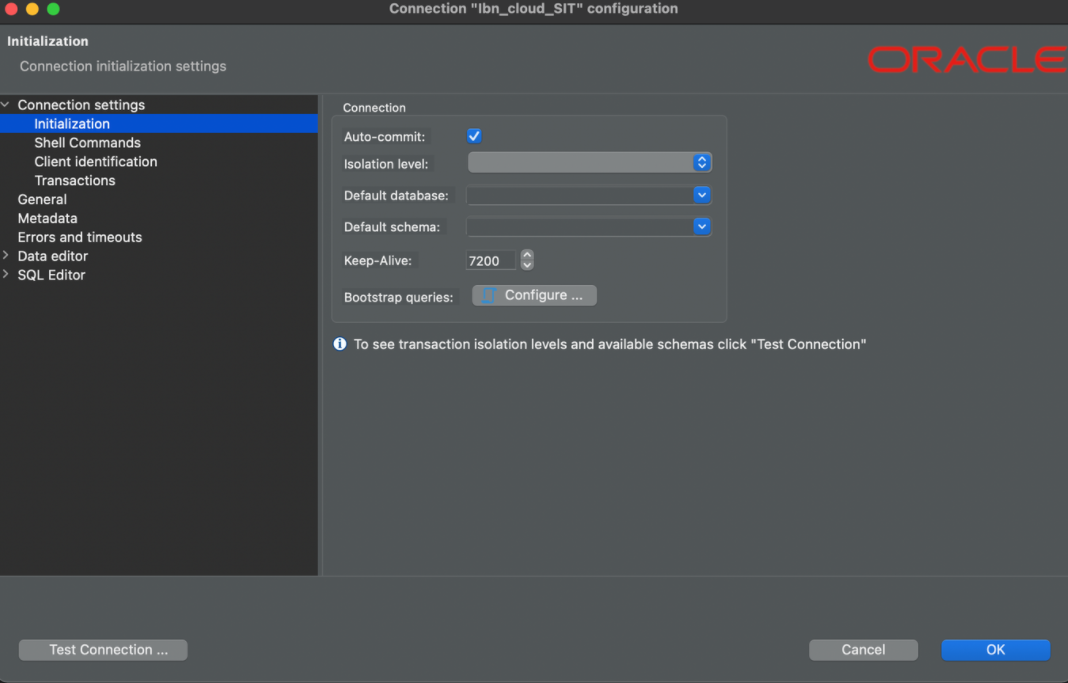 Connection "lbn_cloud_SIT" configuration
Initialization
Connection initialization settings
ORACLE
Connection settings
Initialization
Shell Commands
Client identification
Transactions
General
Metadata
Errors and timeouts
Data editor
SQL Editor
Connection
Auto-commit:
Isolation level:
Default database:
Default schema:
Keep-Alive: 7200
Bootstrap queries: Configure ...
To see transaction isolation levels and available schemas click "Test Connection"
Test Connection ... Cancel OK